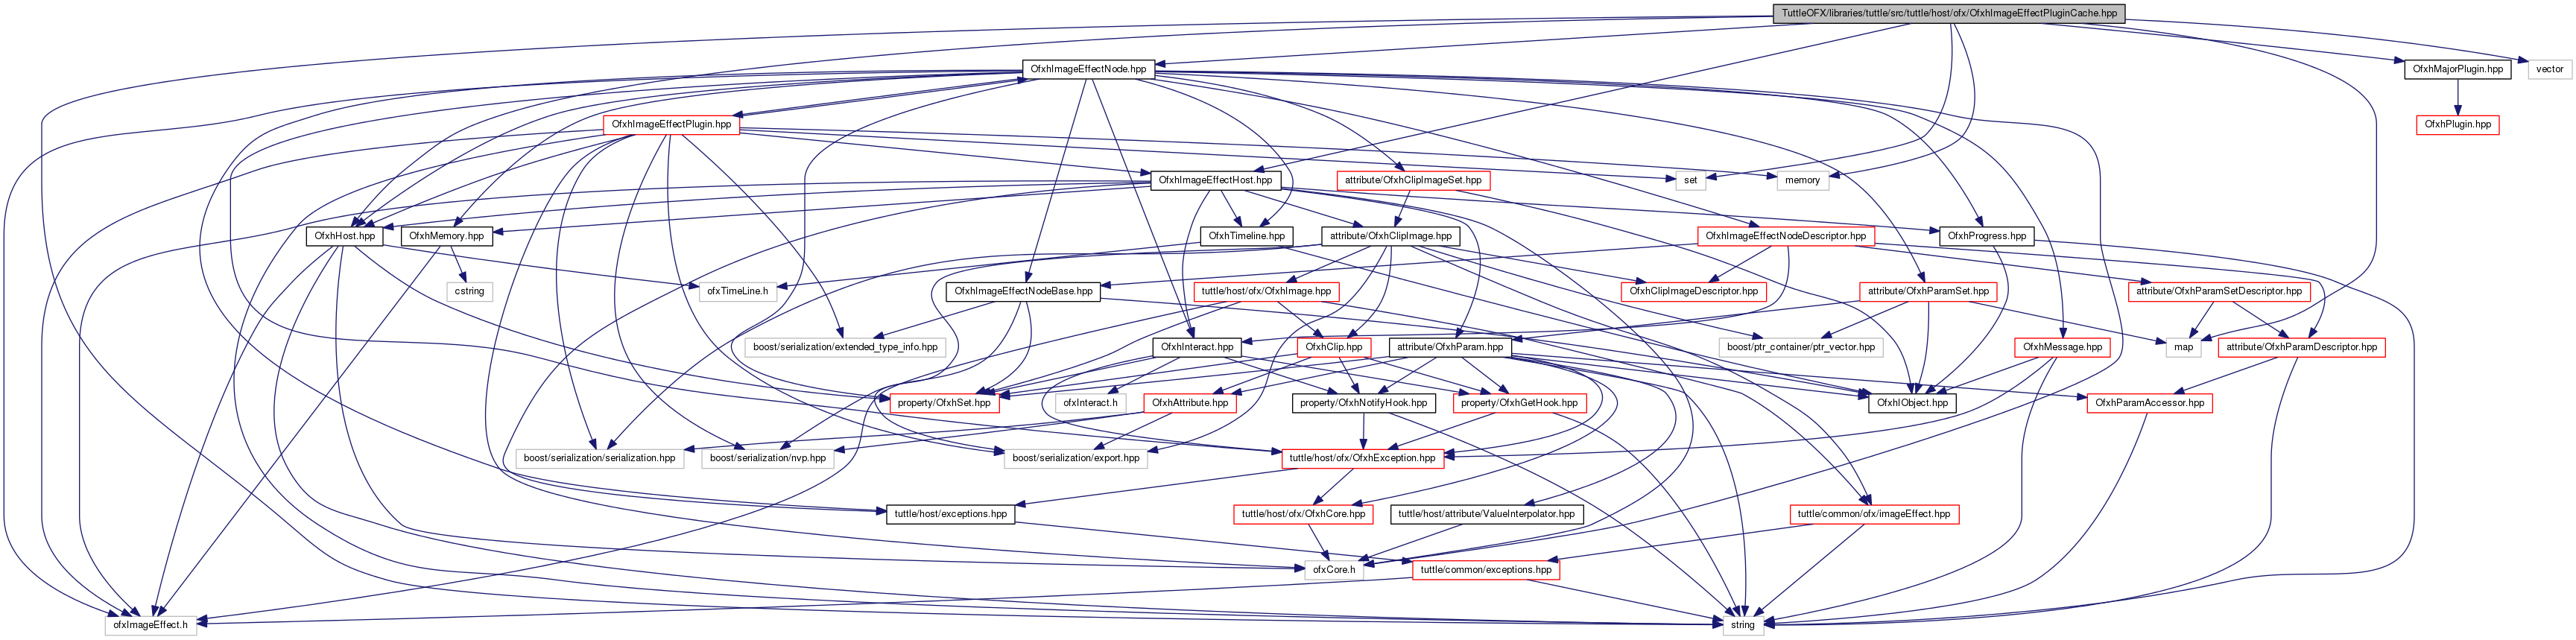 TuttleOFX/libraries/tuttle/src/tuttle/host/ofx/OfxhImageEffectPluginCache.hpp
OfxhImageEffectNode.hpp
OfxhMajorPlugin.hpp
vector
OfxhImageEffectPlugin.hpp
OfxhPlugin.hpp
OfxhImageEffectHost.hpp
attribute/OfxhClipImageSet.hpp
set
memory
OfxhHost.hpp
OfxhMemory.hpp
OfxhTimeline.hpp
attribute/OfxhClipImage.hpp
OfxhImageEffectNodeDescriptor.hpp
OfxhProgress.hpp
cstring
ofxTimeLine.h
OfxhImageEffectNodeBase.hpp
tuttle/host/ofx/OfxhImage.hpp
OfxhClipImageDescriptor.hpp
attribute/OfxhParamSet.hpp
attribute/OfxhParamSetDescriptor.hpp
boost/serialization/extended_type_info.hpp
OfxhInteract.hpp
OfxhClip.hpp
attribute/OfxhParam.hpp
boost/ptr_container/ptr_vector.hpp
OfxhMessage.hpp
map
attribute/OfxhParamDescriptor.hpp
property/OfxhSet.hpp
ofxInteract.h
OfxhAttribute.hpp
property/OfxhNotifyHook.hpp
property/OfxhGetHook.hpp
OfxhIObject.hpp
OfxhParamAccessor.hpp
boost/serialization/serialization.hpp
boost/serialization/nvp.hpp
boost/serialization/export.hpp
tuttle/host/ofx/OfxhException.hpp
tuttle/host/exceptions.hpp
tuttle/host/ofx/OfxhCore.hpp
tuttle/host/attribute/ValueInterpolator.hpp
tuttle/common/ofx/imageEffect.hpp
ofxCore.h
tuttle/common/exceptions.hpp
ofxImageEffect.h
string